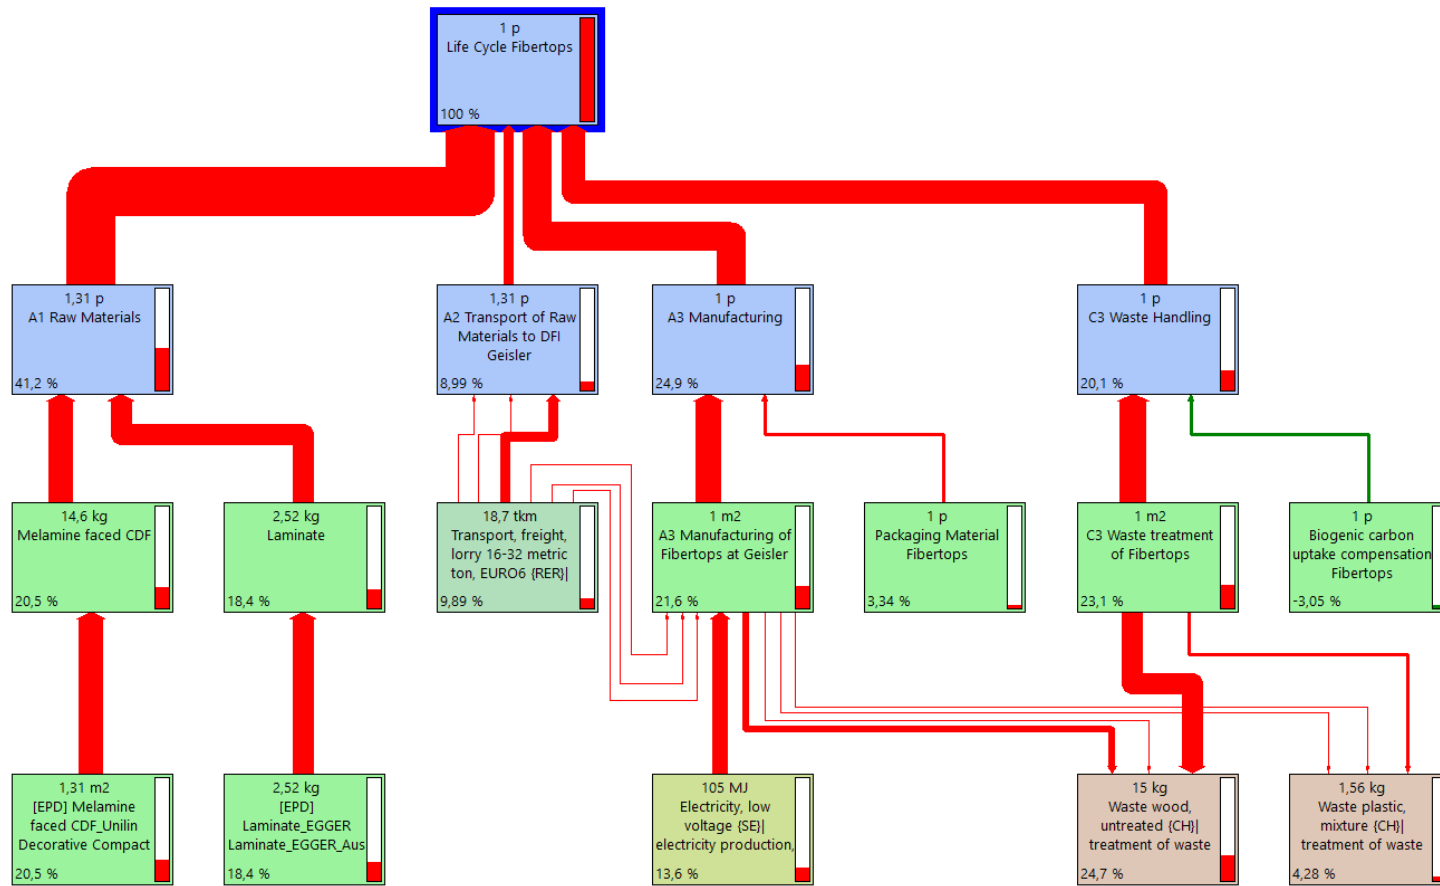 1 p
Life Cycle Fibertops
100 %
1,31 p
A1 Raw Materials
41,2 %
1,31 p
A2 Transport of Raw
Materials to DFI
Geisler
8,99 %
1 p
A3 Manufacturing
24,9 %
1 p
C3 Waste Handling
20,1 %
14,6 kg
Melamine faced CDF
20,5 %
2,52 kg
Laminate
18,4 %
18,7 tkm
Transport, freight,
lorry 16-32 metric
ton, EURO6 {RER}|
9,89 %
1 m2
A3 Manufacturing of
Fibertops at Geisler
21,6 %
1 p
Packaging Material
Fibertops
3,34 %
1 m2
C3 Waste treatment
of Fibertops
23,1 %
1 p
Biogenic carbon
uptake compensation
Fibertops
-3,05 %
1,31 m2
[EPD] Melamine
faced CDF_Unilin
Decorative Compact
20,5 %
2,52 kg
[EPD]
Laminate_EGGER
Laminate_EGGER_Aus
18,4 %
105 MJ
Electricity, low
voltage {SE}|
electricity production,
13,6 %
15 kg
Waste wood,
untreated {CH}|
treatment of waste
24,7 %
1,56 kg
Waste plastic,
mixture {CH}|
treatment of waste
4,28 %